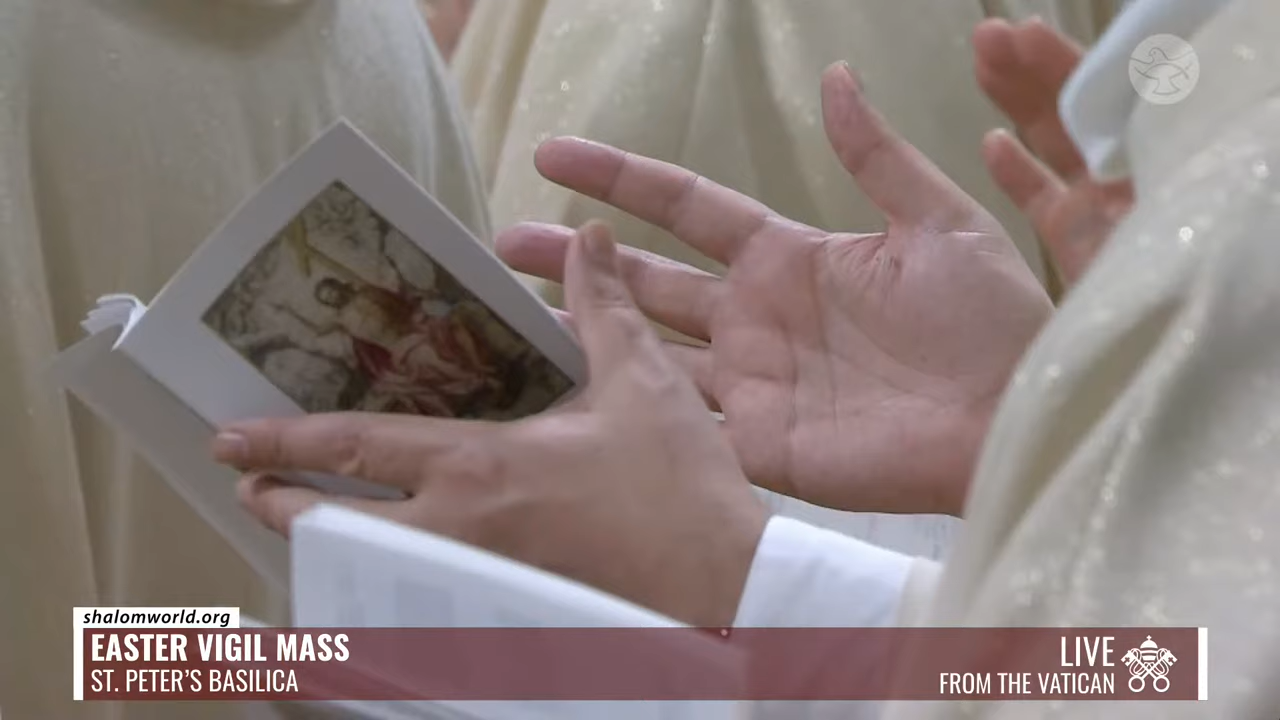 shalomworld.org
EASTER VIGIL MASS
ST. PETER'S BASILICA
LIVE
FROM THE VATICAN